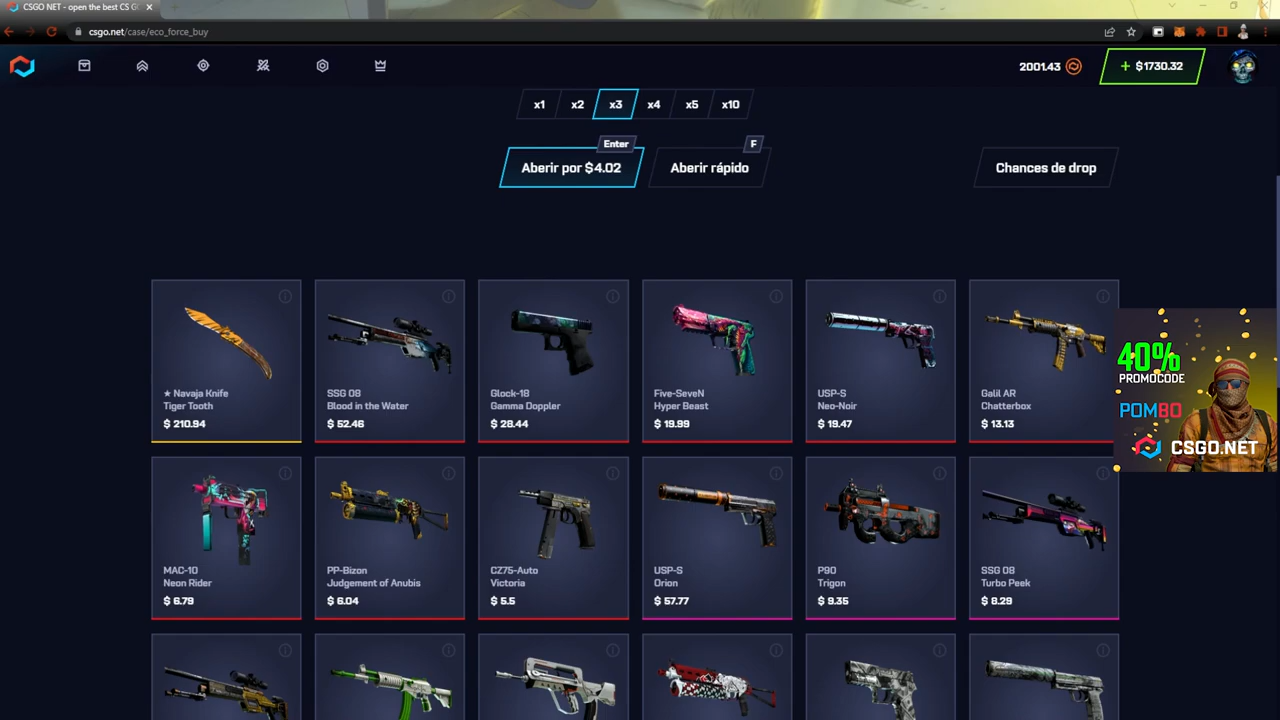 CSGO NET - open the best CS G
csgo.net/case/eco_force_buy
2001.43
+ $1730.32
x1
x2
x3
x4
x5
x10
Enter
F
Aberir por $4.02
Aberir rápido
Chances de drop
★ Navaja Knife
Tiger Tooth
$ 210.94
SSG 08
Blood in the Water
$ 52.46
Glock-18
Gamma Doppler
$ 28.44
Five-SeveN
Hyper Beast
$ 19.99
USP-S
Neo-Noir
$ 19.47
Galil AR
Chatterbox
$ 13.13
40%
PROMOCODE
POMBO
CSGO.NET
MAC-10
Neon Rider
$ 6.79
PP-Bizon
Judgement of Anubis
$ 6.04
CZ75-Auto
Victoria
$ 5.5
USP-S
Orion
$ 57.77
P90
Trigon
$ 9.35
SSG 08
Turbo Peek
$ 8.29